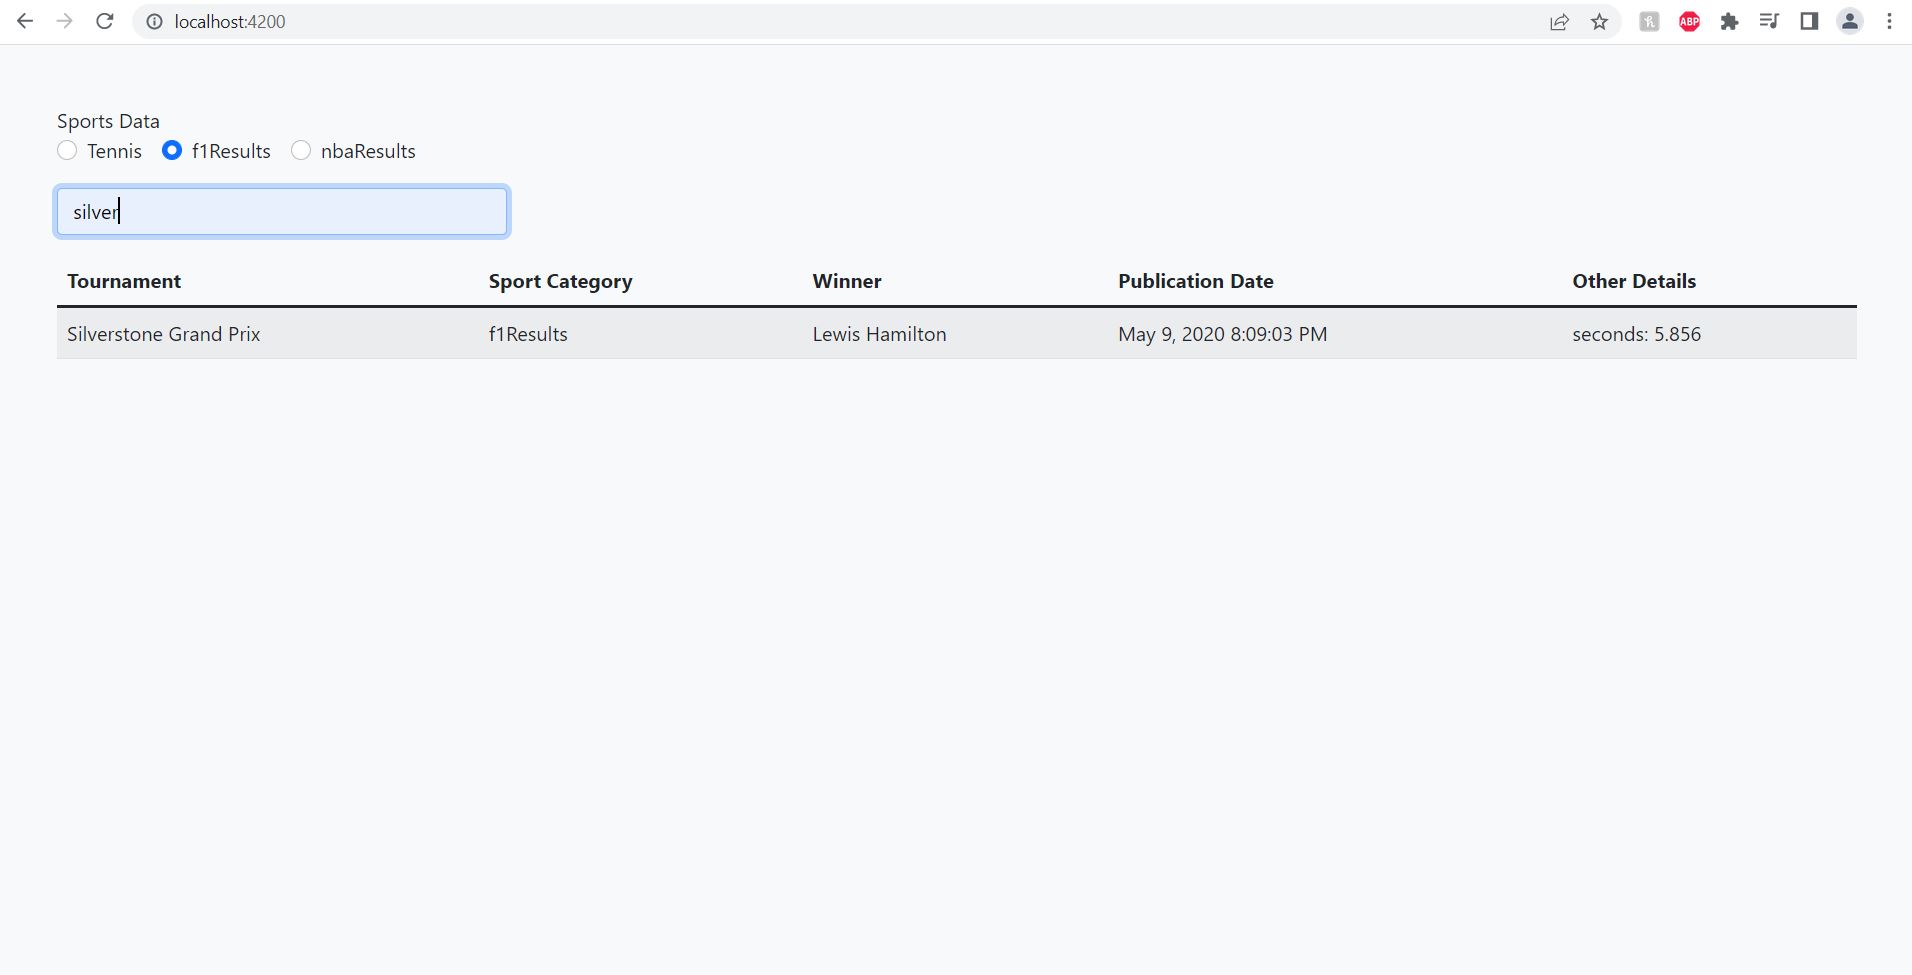 localhost:4200
ABP
Sports Data
Tennis f1Results nbaResults
silver
Tournament Sport Category Winner Publication Date Other Details
Silverstone Grand Prix f1Results Lewis Hamilton May 9, 2020 8:09:03 PM seconds: 5.856